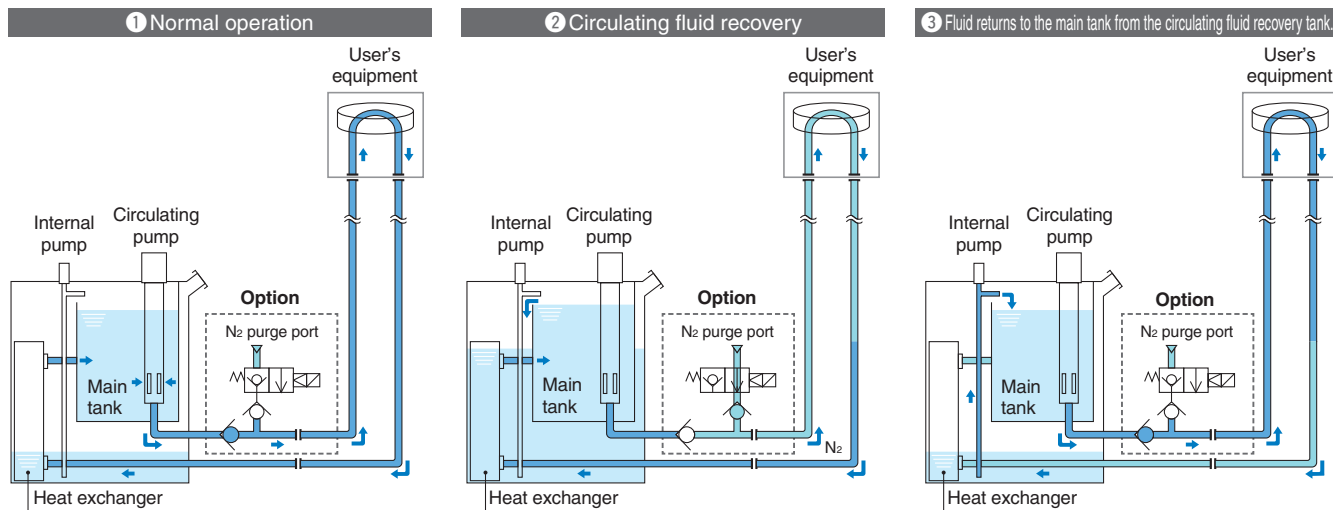 ① Normal operation
User's
equipment
Internal
pump
Circulating
pump
Option
N₂ purge port
Main
tank
Heat exchanger
② Circulating fluid recovery
User's
equipment
Internal
pump
Circulating
pump
Option
N₂ purge port
Main
tank
N₂
Heat exchanger
③ Fluid returns to the main tank from the circulating fluid recovery tank.
User's
equipment
Internal
pump
Circulating
pump
Option
N₂ purge port
Main
tank
Heat exchanger